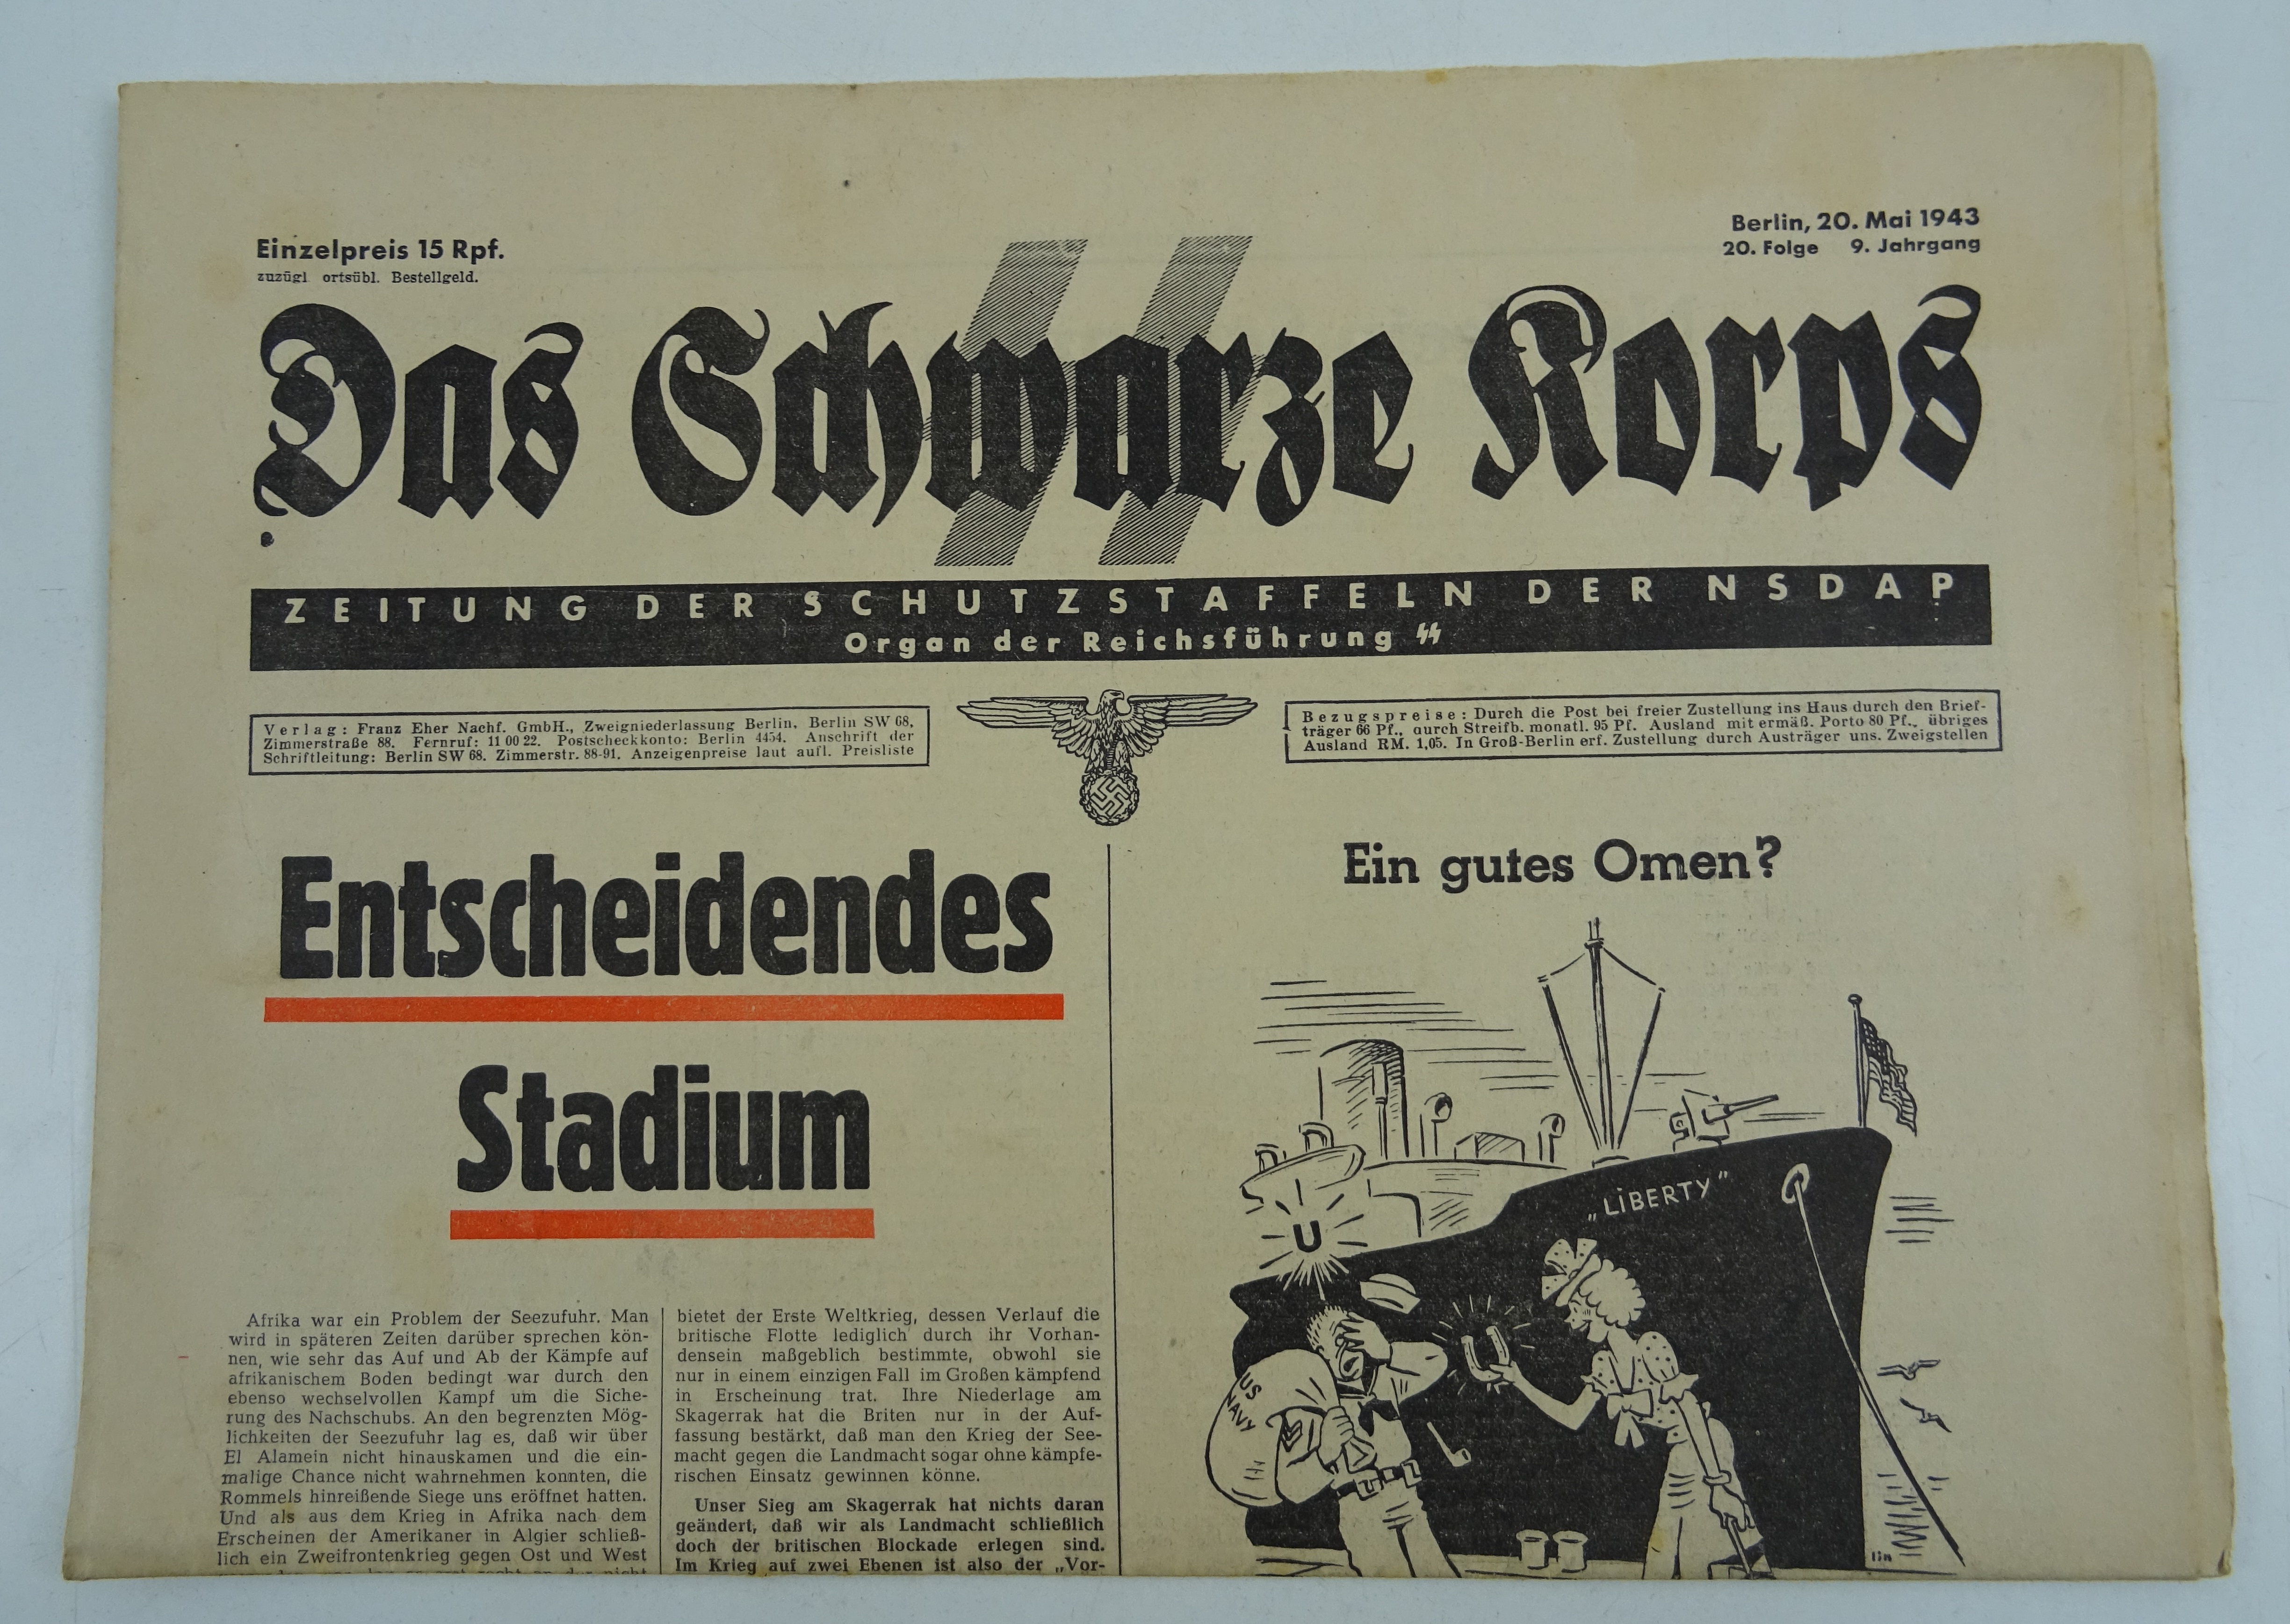 Einzelpreis 15 Rpf.
zuzügl. ortsübl. Bestellgeld.
Berlin, 20. Mai 1943
20. Folge 9. Jahrgang
Das Schwarze Korps
ZEITUNG DER SCHUTZSTAFFELN DER NSDAP
Organ der Reichsführung SS
Verlag: Franz Eher Nachf. GmbH., Zweigniederlassung Berlin, Berlin SW 68,
Zimmerstraße 88. Fernruf: 11 00 22. Postscheckkonto: Berlin 4454. Anschrift der
Schriftleitung: Berlin SW 68, Zimmerstr. 88-91. Anzeigenpreise laut aufl. Preisliste
Bezugspreise: Durch die Post bei freier Zustellung ins Haus durch den Brief-
träger 66 Pf., durch Streifb. monatl. 95 Pf. Ausland mit ermäß. Porto 80 Pf., übriges
Ausland RM. 1,05. In Groß-Berlin erf. Zustellung durch Austräger uns. Zweigstellen
Entscheidendes
Stadium
Afrika war ein Problem der Seezufuhr. Man
wird in späteren Zeiten darüber sprechen kön-
nen, wie sehr das Auf und Ab der Kämpfe auf
afrikanischem Boden bedingt war durch den
ebenso wechselvollen Kampf um die Siche-
rung des Nachschubs. An den begrenzten Mög-
lichkeiten der Seezufuhr lag es, daß wir über
El Alamein nicht hinauskamen und die ein-
malige Chance nicht wahrnehmen konnten, die
Rommels hinreißende Siege uns eröffnet hatten.
Und als aus dem Krieg in Afrika nach dem
Erscheinen der Amerikaner in Algier schließ-
lich ein Zweifrontenkrieg gegen Ost und West
bietet der Erste Weltkrieg, dessen Verlauf die
britische Flotte lediglich durch ihr Vorhan-
densein maßgeblich bestimmte, obwohl sie
nur in einem einzigen Fall im Großen kämpfend
in Erscheinung trat. Ihre Niederlage am
Skagerrak hat die Briten nur in der Auf-
fassung bestärkt, daß man den Krieg der See-
macht gegen die Landmacht sogar ohne kämpfe-
rischen Einsatz gewinnen könne.
Unser Sieg am Skagerrak hat nichts daran
geändert, daß wir als Landmacht schließlich
doch der britischen Blockade erlegen sind.
Im Krieg auf zwei Ebenen ist also der „Vor-
Ein gutes Omen?
„LIBERTY"
U
US
NAVY